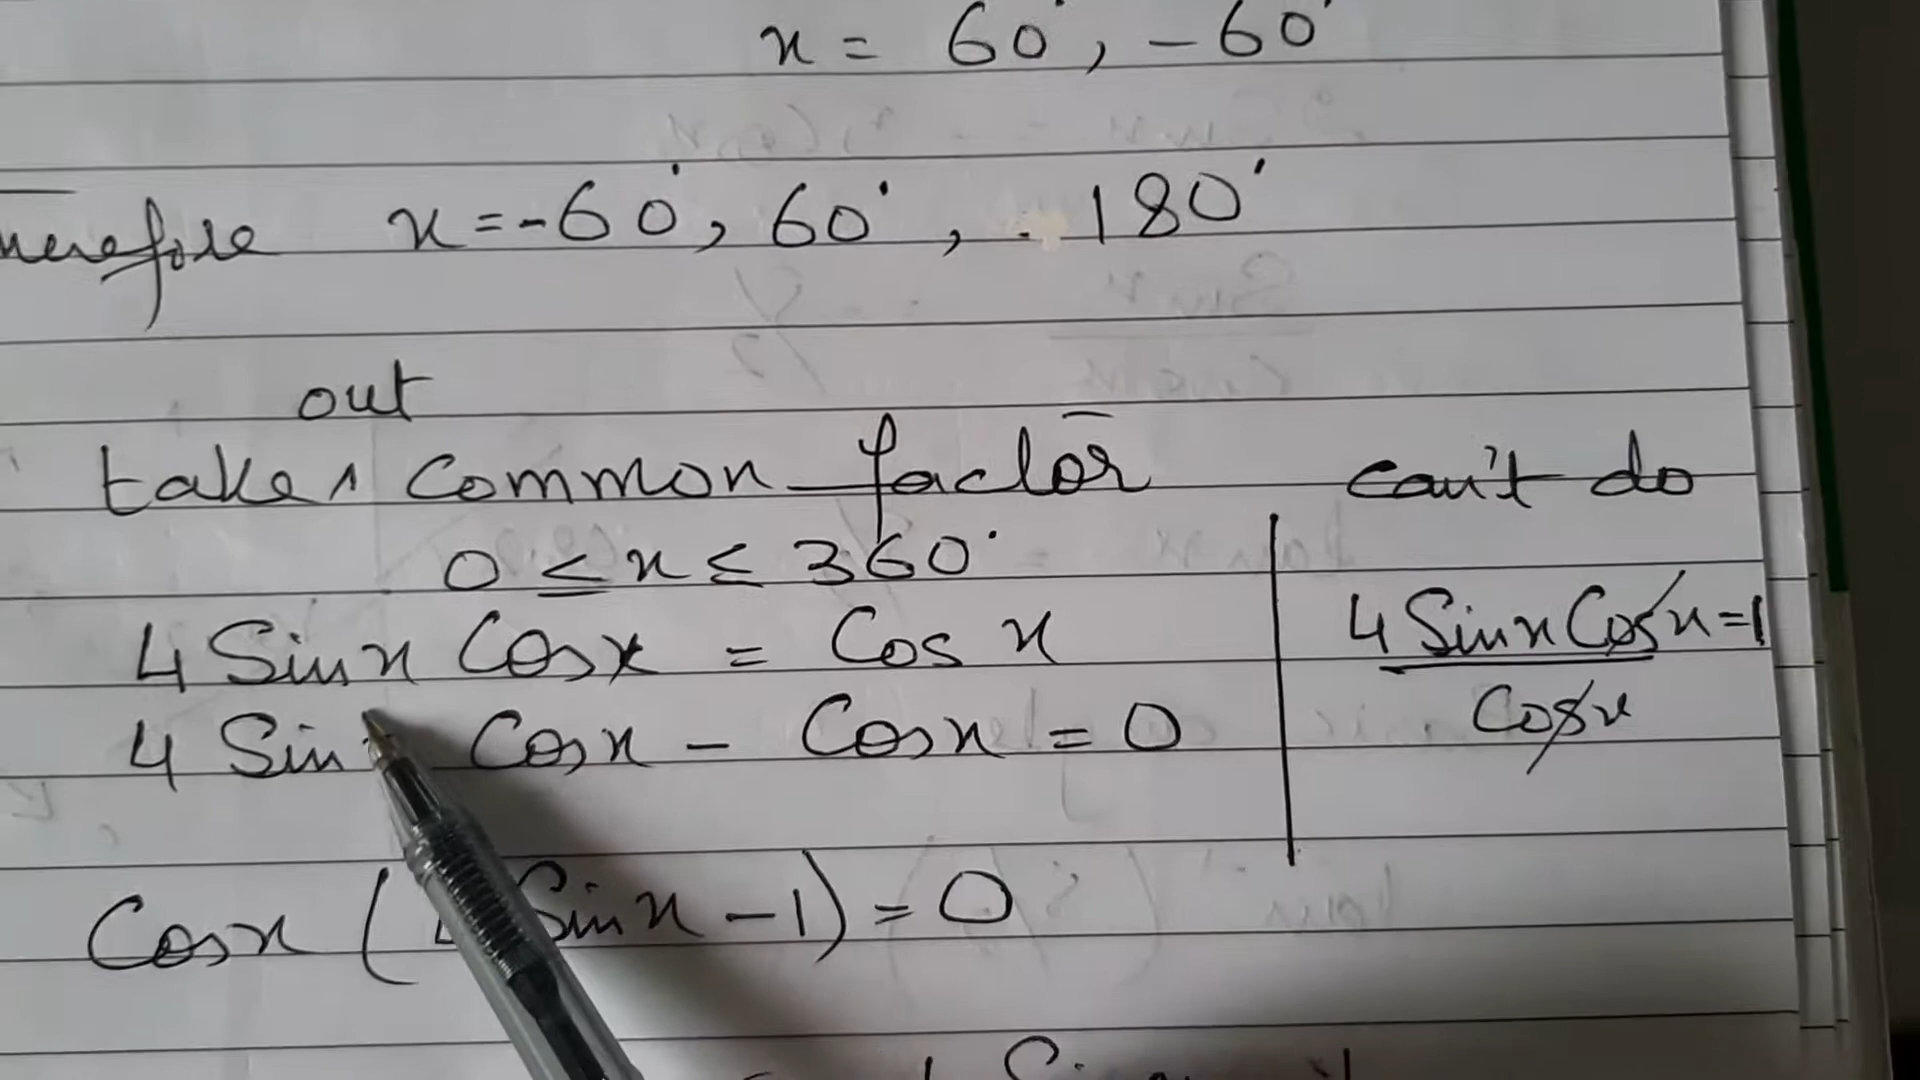 x = 60°, -60°
Therefore x = -60°, 60°, 180°
out
take ∧ Common factor
0 ≤ x ≤ 360°
4 Sin x Cos x = Cos x
4 Sin Cos x - Cos x = 0
Cos x ( Sin x - 1) = 0
can't do
4 Sin x Cos x = 1
Cos x